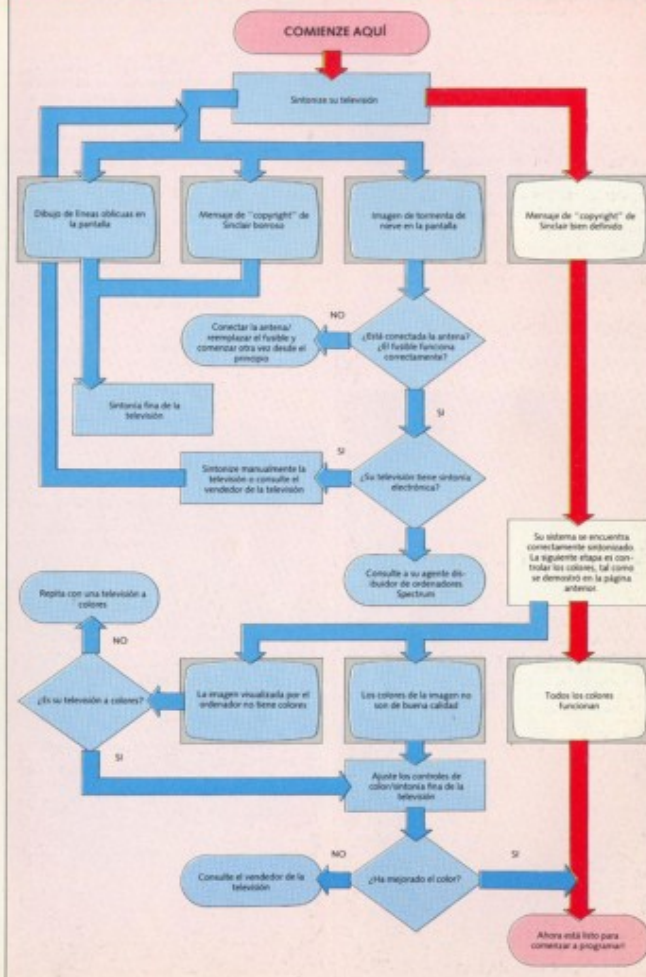 COMIENZE AQUÍ
Sintonize su televisión
Dibujo de líneas oblicuas en
la pantalla
Mensaje de "copyright" de
Sinclair borroso
Imagen de tormenta de
nieve en la pantalla
Mensaje de "copyright" de
Sinclair bien definido
NO
Conectar la antena/
reemplazar el fusible y
comenzar otra vez desde el
principio
¿Está conectada la antena?
¿El fusible funciona
correctamente?
Sintonía fina de la
televisión
SI
SI
Sintonize manualmente la
televisión o consulte el
vendedor de la televisión
¿Su televisión tiene sintonía
electrónica?
Su sistema se encuentra
correctamente sintonizado.
La siguiente etapa es con-
trolar los colores, tal como
se demostró en la página
anterior.
Consulte a su agente dis-
tribuidor de ordenadores
Spectrum
Repita con una televisión a
colores
NO
¿Es su televisión a colores?
La imagen visualizada por el
ordenador no tiene colores
Los colores de la imagen no
son de buena calidad
Todos los colores
funcionan
SI
Ajuste los controles de
color/sintonía fina de la
televisión
NO
SI
Consulte el vendedor de la
televisión
¿Ha mejorado el color?
Ahora está listo para
comenzar a programar!